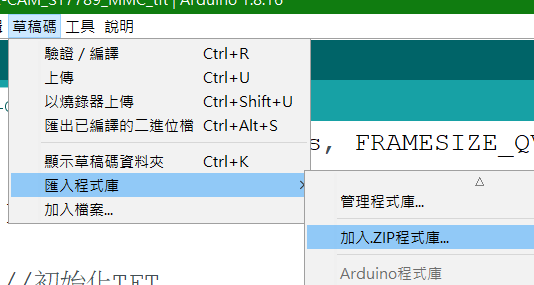 -CAM_ST7789_MMC_tft | Arduino 1.8.16
草稿碼 工具 說明
驗證／編譯 Ctrl+R
上傳 Ctrl+U
以燒錄器上傳 Ctrl+Shift+U
匯出已編譯的二進位檔 Ctrl+Alt+S
s, FRAMESIZE_QV
顯示草稿碼資料夾 Ctrl+K
匯入程式庫
管理程式庫...
加入檔案...
加入.ZIP程式庫...
Arduino程式庫
//初始化TFT